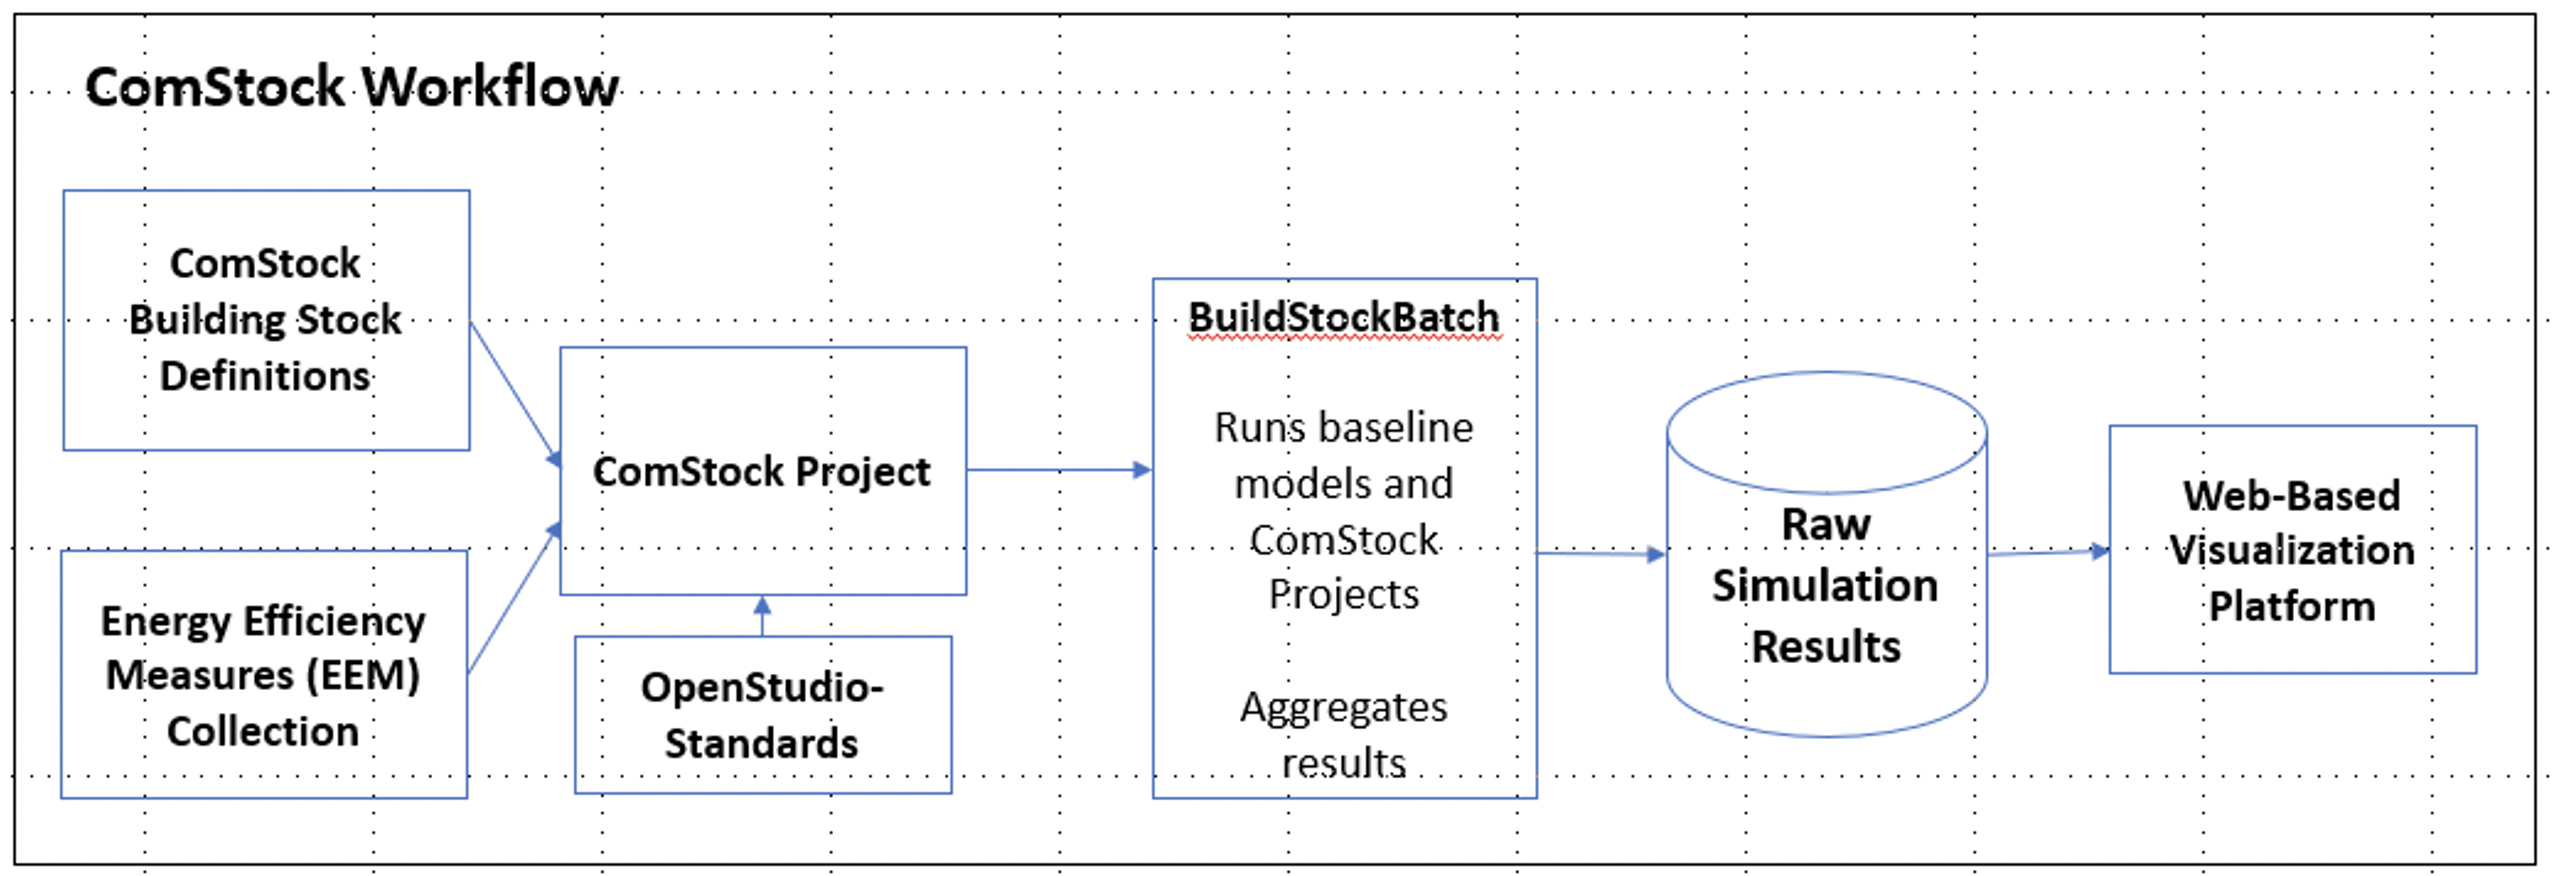 ComStock Workflow
ComStock
Building Stock
Definitions
Energy Efficiency
Measures (EEM)
Collection
ComStock Project
OpenStudio-
Standards
BuildStockBatch
Runs baseline
models and
ComStock
Projects
Aggregates
results
Raw
Simulation
Results
Web-Based
Visualization
Platform